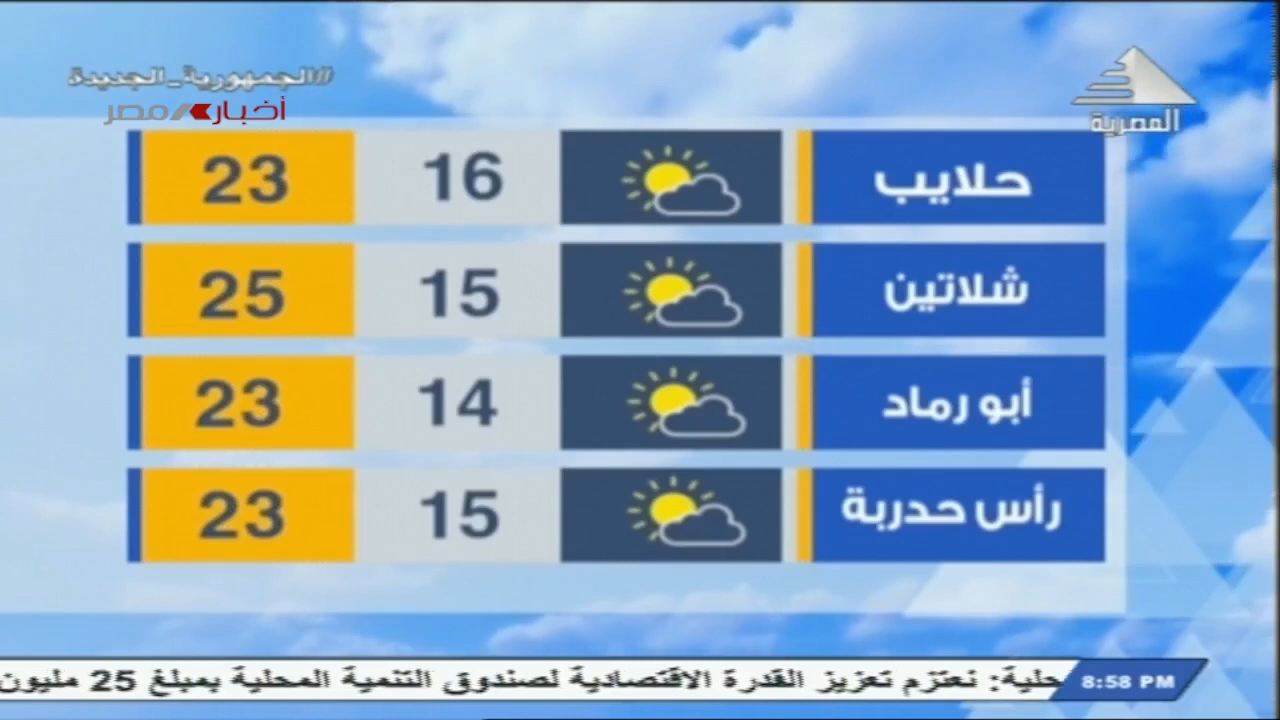 #الجمهورية_الجديدة
أخبار مصر
المصرية
حلايب 16 23
شلاتين 15 25
أبو رماد 14 23
رأس حدربة 15 23
8:58 PM حلية: نعتزم تعزيز القدرة الاقتصادية لصندوق التنمية المحلية بمبلغ 25 مليون